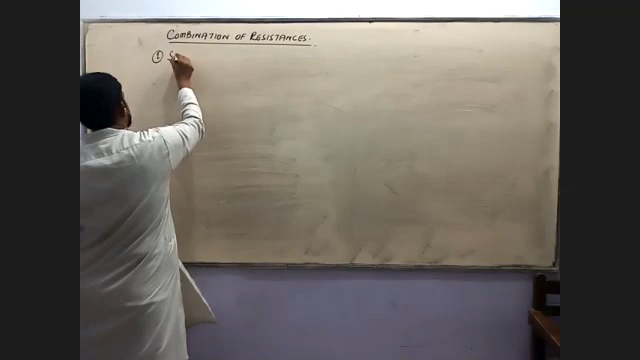 COMBINATION OF RESISTANCES.
① S